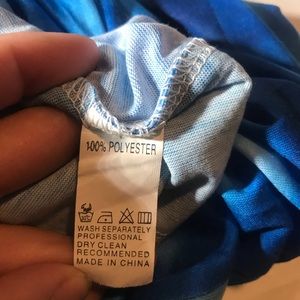 100% POLYESTER
WASH SEPARATELY
PROFESSIONAL
DRY CLEAN
RECOMMENDED
MADE IN CHINA